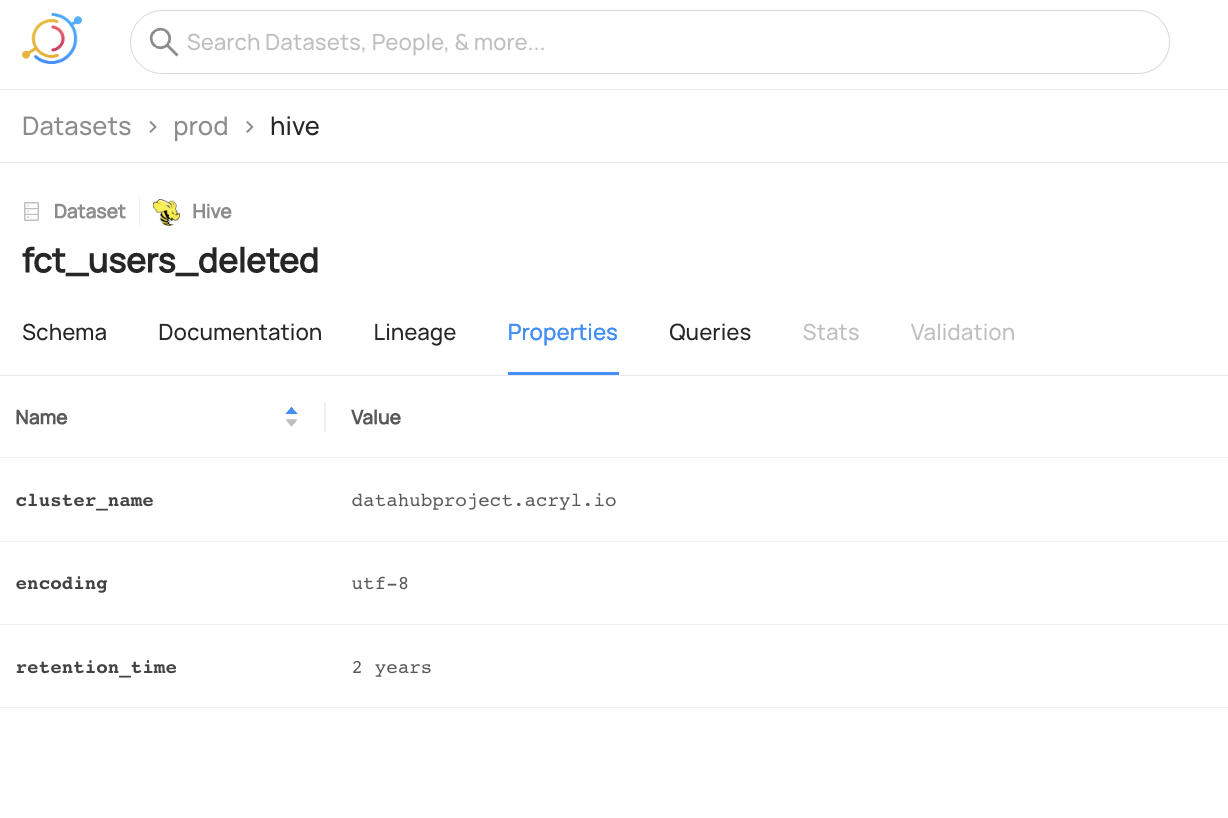 Search Datasets, People, & more...
Datasets > prod > hive
Dataset Hive
fct_users_deleted
Schema Documentation Lineage Properties Queries Stats Validation
Name Value
cluster_name datahubproject.acryl.io
encoding utf-8
retention_time 2 years